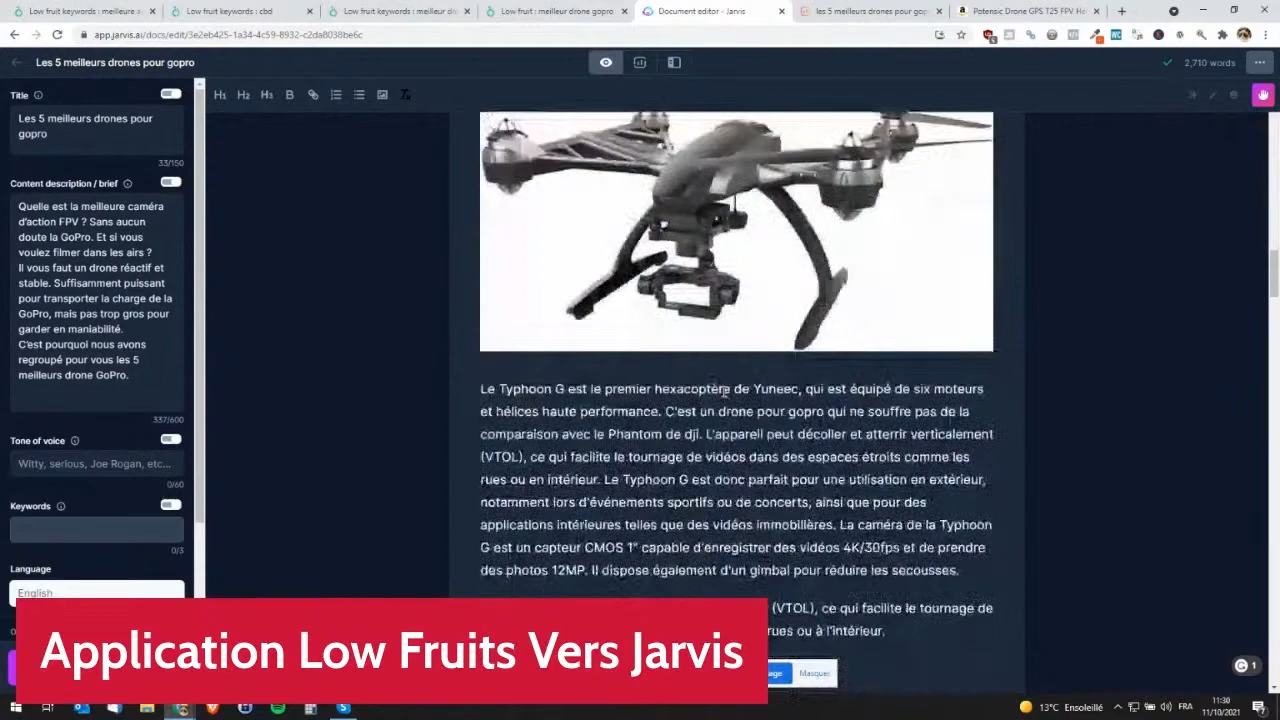 Low fruit keywords : meilleure x
Low fruit keywords : cbd
Low fruit keywords : meilleur dr
Low fruit : meilleur drone gopro
Document editor - Jarvis
les 5 meilleurs drones pour gop
Potensic Drone GPS T25 FPV He
app.jarvis.ai/docs/edit/3e2eb425-1a34-4c59-8932-c2da8038be6c
Les 5 meilleurs drones pour gopro
2,710 words
Title
H1 H2 H3 B
Les 5 meilleurs drones pour
gopro
33/150
Content description / brief
Quelle est la meilleure caméra
d'action FPV ? Sans aucun
doute la GoPro. Et si vous
voulez filmer dans les airs ?
Il vous faut un drone réactif et
stable. Suffisamment puissant
pour transporter la charge de la
GoPro, mais pas trop gros pour
garder en maniabilité.
C'est pourquoi nous avons
regroupé pour vous les 5
meilleurs drone GoPro.
337/600
Tone of voice
Witty, serious, Joe Rogan, etc...
0/60
Keywords
0/3
Language
English
Le Typhoon G est le premier hexacoptère de Yuneec, qui est équipé de six moteurs
et hélices haute performance. C'est un drone pour gopro qui ne souffre pas de la
comparaison avec le Phantom de dji. L'appareil peut décoller et atterrir verticalement
(VTOL), ce qui facilite le tournage de vidéos dans des espaces étroits comme les
rues ou en intérieur. Le Typhoon G est donc parfait pour une utilisation en extérieur,
notamment lors d'événements sportifs ou de concerts, ainsi que pour des
applications intérieures telles que des vidéos immobilières. La caméra de la Typhoon
G est un capteur CMOS 1" capable d'enregistrer des vidéos 4K/30fps et de prendre
des photos 12MP. Il dispose également d'un gimbal pour réduire les secousses.
(VTOL), ce qui facilite le tournage de
rues ou à l'intérieur.
Masquer
Application Low Fruits Vers Jarvis
1
13°C Ensoleillé
FRA
11:30
11/10/2021